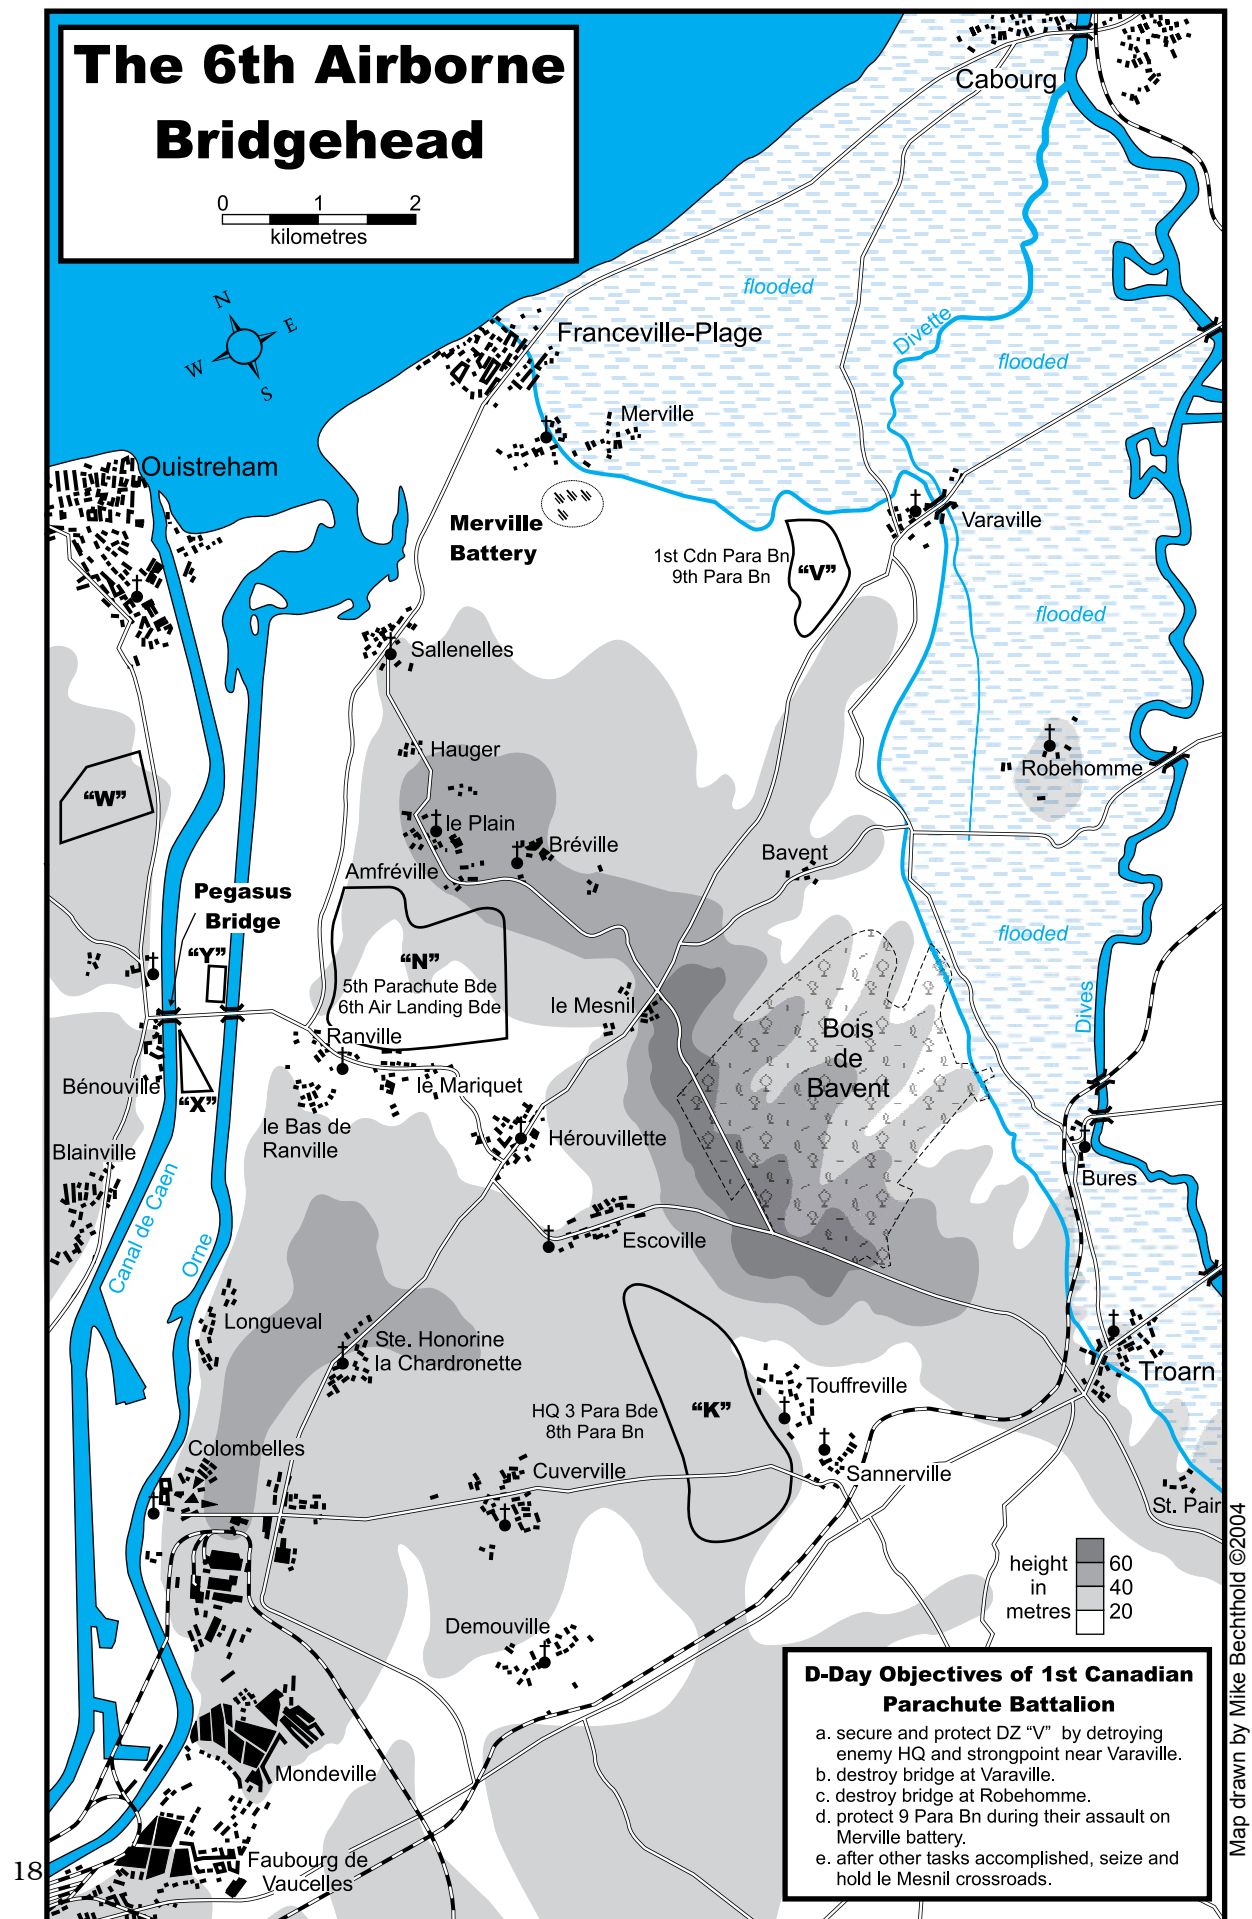 The 6th Airborne
Bridgehead
0 1 2
kilometres
N
E
W
S
Cabourg
flooded
Franceville-Plage
Divette
flooded
Merville
Ouistreham
Merville
Battery
Varaville
1st Cdn Para Bn
9th Para Bn
"V"
flooded
Sallenelles
Hauger
Robehomme
"W"
le Plain
Bréville
Bavent
Amfréville
Pegasus
Bridge
flooded
"Y"
"N"
5th Parachute Bde
6th Air Landing Bde
le Mesnil
Dives
Ranville
Bois
de
Bavent
Bénouville
"X"
le Mariquet
le Bas de
Ranville
Hérouvillette
Blainville
Bures
Canal de Caen
Orne
Escoville
Longueval
Ste. Honorine
la Chardronette
Troarn
Touffreville
HQ 3 Para Bde
8th Para Bn
"K"
Colombelles
Cuverville
Sannerville
St. Pair
height
in
metres
60
40
20
Demouville
Mondeville
Faubourg de
Vaucelles
D-Day Objectives of 1st Canadian
Parachute Battalion
a. secure and protect DZ "V" by detroying
enemy HQ and strongpoint near Varaville.
b. destroy bridge at Varaville.
c. destroy bridge at Robehomme.
d. protect 9 Para Bn during their assault on
Merville battery.
e. after other tasks accomplished, seize and
hold le Mesnil crossroads.
Map drawn by Mike Bechthold ©2004
18